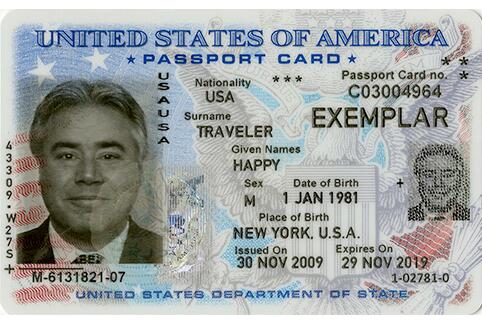 UNITED STATES OF AMERICA
★ PASSPORT CARD ★
USAUSA
Nationality
USA
***
Passport Card no.
C03004964
Surname
TRAVELER
EXEMPLAR
Given Names
HAPPY
Sex
M
Date of Birth
1 JAN 1981
Place of Birth
NEW YORK, U.S.A.
Issued On
30 NOV 2009
Expires On
29 NOV 2019
43309*W27S
M-6131821-07
1-02781-0
UNITED STATES DEPARTMENT OF STATE